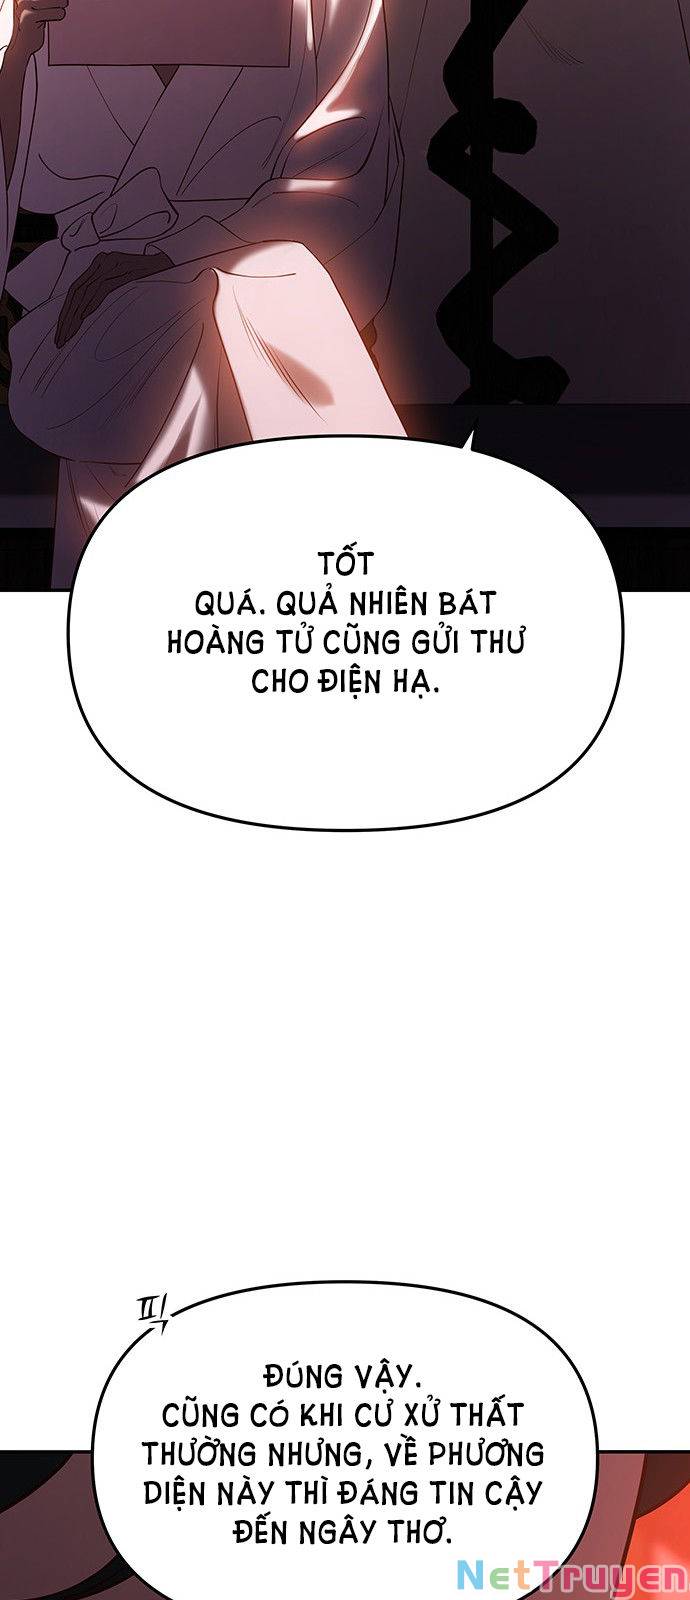 TỐT
QUÁ. QUẢ NHIÊN BÁT
HOÀNG TỬ CŨNG GỬI THƯ
CHO ĐIỆN HẠ.
ĐÚNG VẬY.
CŨNG CÓ KHI CƯ XỬ THẤT
THƯỜNG NHƯNG, VỀ PHƯƠNG
DIỆN NÀY THÌ ĐÁNG TIN CẬY
ĐẾN NGÂY THƠ.
NetTruyen